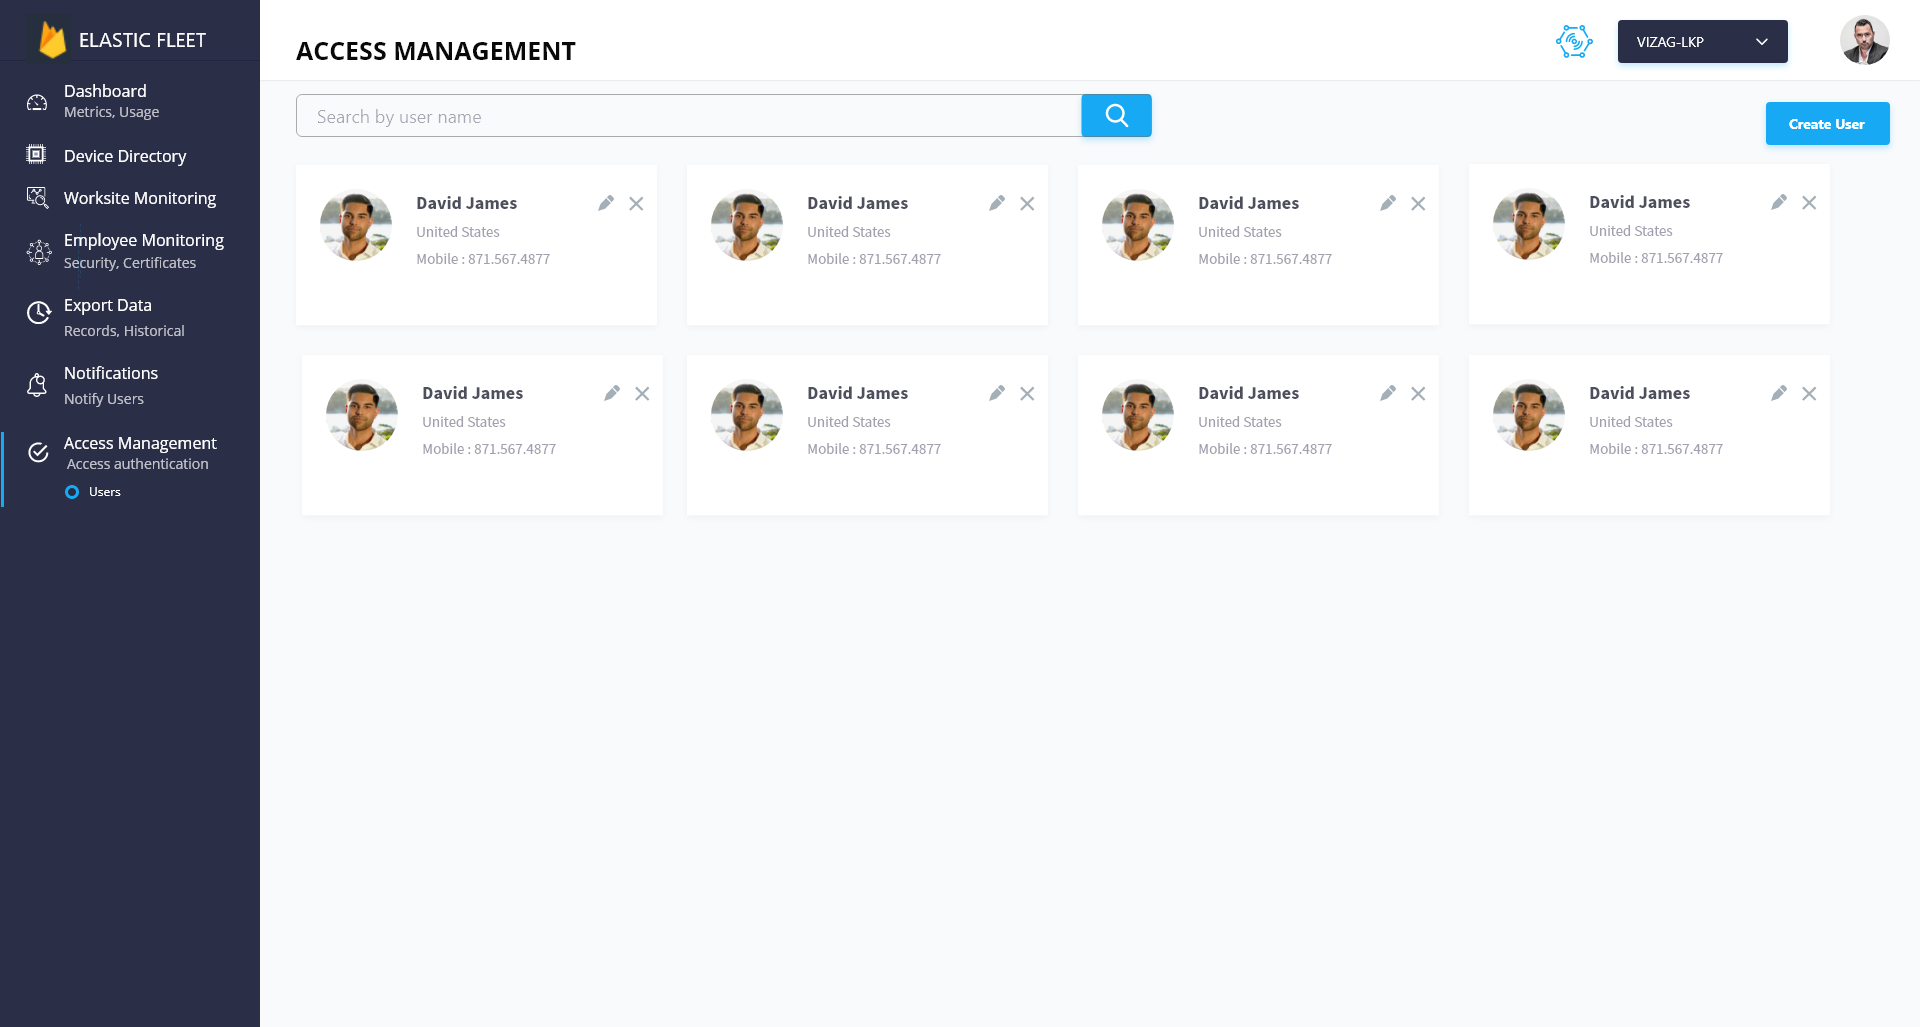 ELASTIC FLEET
Dashboard
Metrics, Usage
Device Directory
Worksite Monitoring
Employee Monitoring
Security, Certificates
Export Data
Records, Historical
Notifications
Notify Users
Access Management
Access authentication
Users
ACCESS MANAGEMENT
VIZAG-LKP
Search by user name
Create User
David James
United States
Mobile : 871.567.4877
David James
United States
Mobile : 871.567.4877
David James
United States
Mobile : 871.567.4877
David James
United States
Mobile : 871.567.4877
David James
United States
Mobile : 871.567.4877
David James
United States
Mobile : 871.567.4877
David James
United States
Mobile : 871.567.4877
David James
United States
Mobile : 871.567.4877